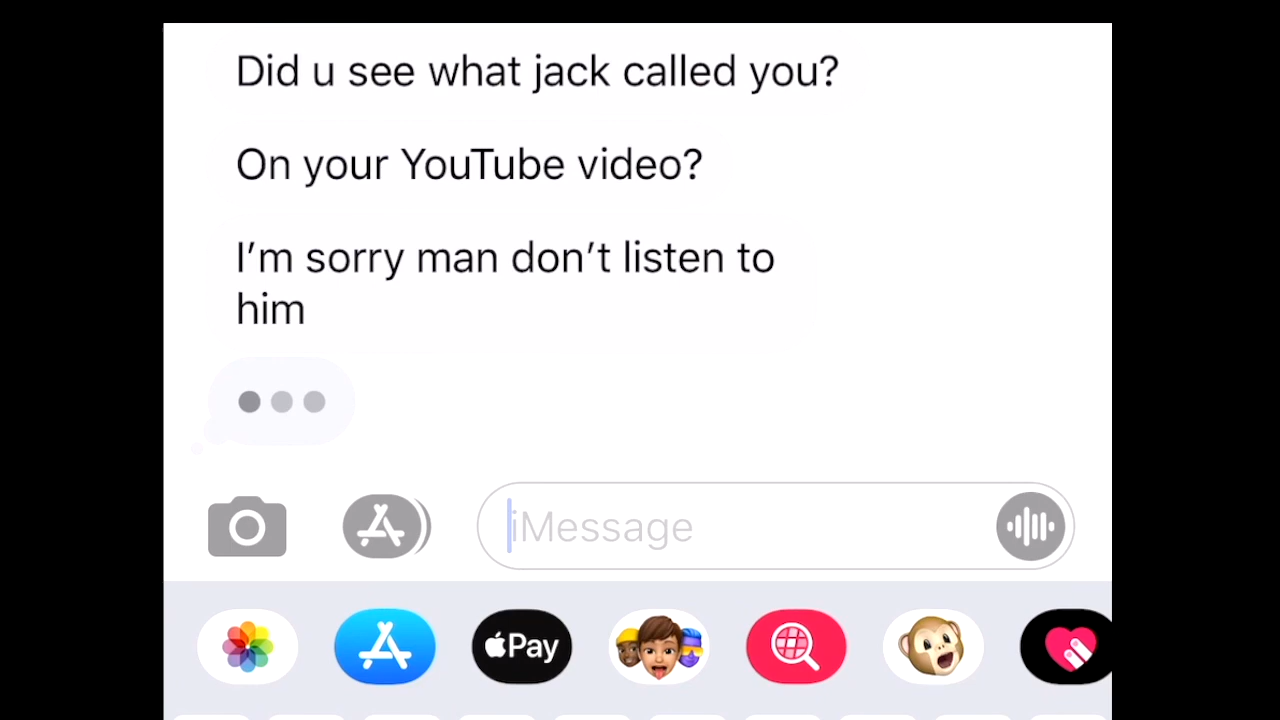 Did u see what jack called you?
On your YouTube video?
I’m sorry man don’t listen to
him
iMessage
Pay